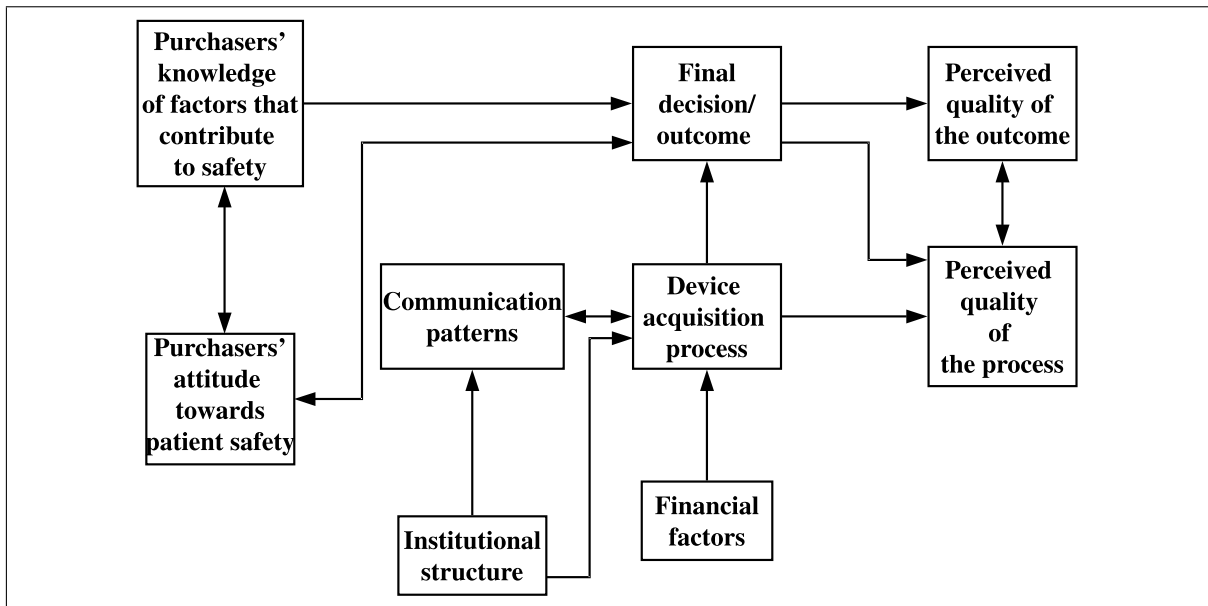 Purchasers'
knowledge
of factors that
contribute
to safety
Final
decision/
outcome
Perceived
quality of
the outcome
Communication
patterns
Device
acquisition
process
Perceived
quality
of
the process
Purchasers'
attitude
towards
patient safety
Financial
factors
Institutional
structure